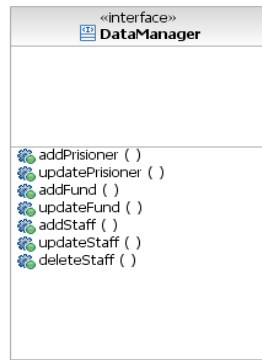 «interface»
DataManager
addPrisioner ( )
updatePrisioner ( )
addFund ( )
updateFund ( )
addStaff ( )
updateStaff ( )
deleteStaff ( )